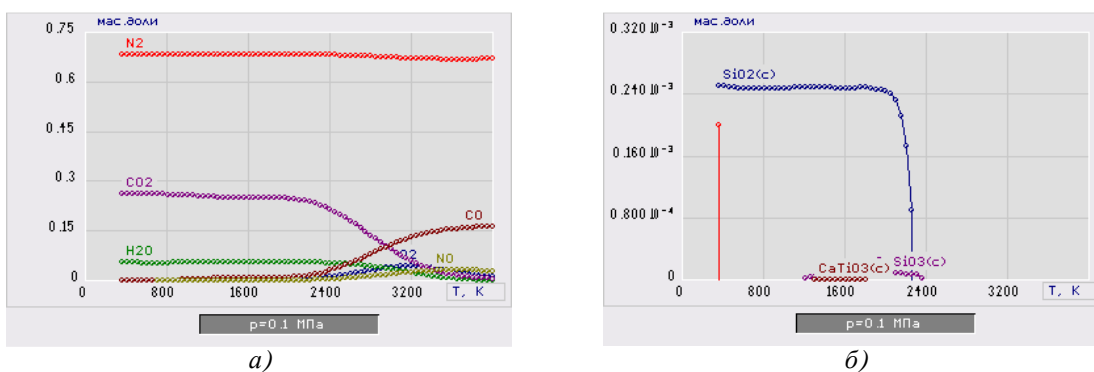 мас.доли
0.75
N2
0.6
0.45
0.3
CO2
0.15
CO
H2O
O2
NO
0
0 800 1600 2400 3200 T, K
p=0.1 МПа
а)
мас.доли
0.320 10⁻³
SiO2(c)
0.240 10⁻³
0.160 10⁻³
0.800 10⁻⁴
SiO3(c)
CaTiO3(c)
0
0 800 1600 2400 3200 T, K
p=0.1 МПа
б)